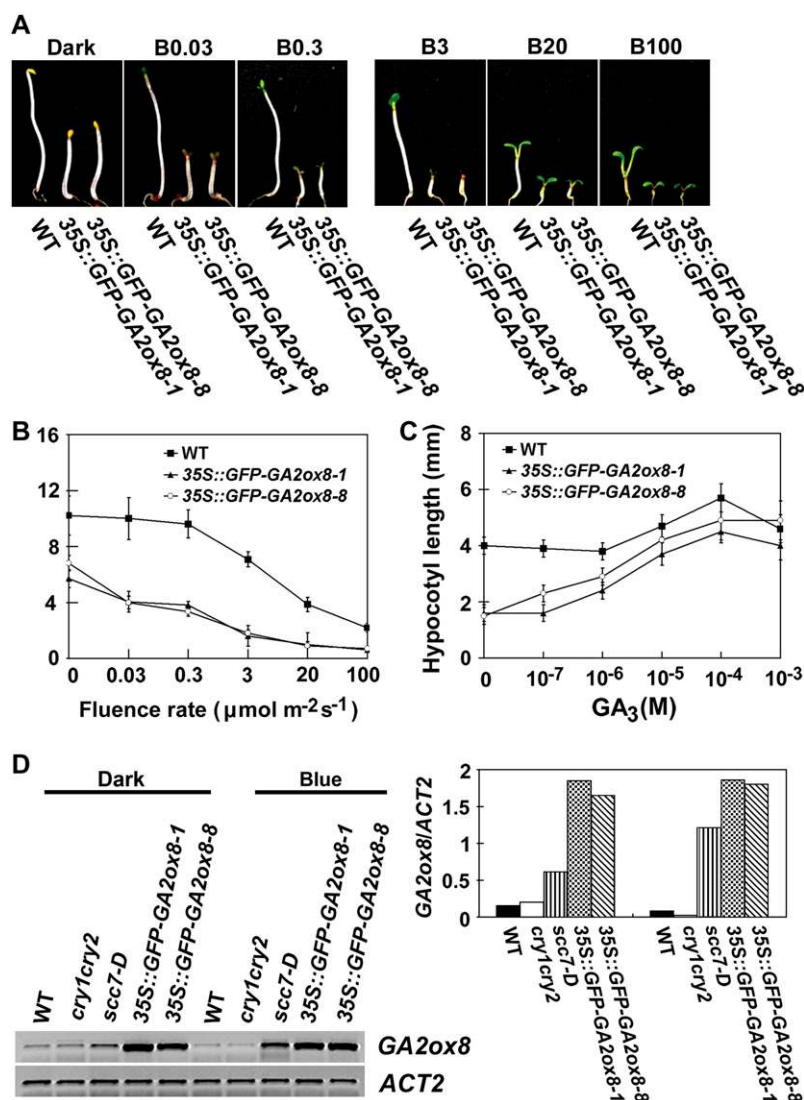 A
Dark B0.03 B0.3 B3 B20 B100
WT 35S::GFP-GA2ox8-1 35S::GFP-GA2ox8-8 WT 35S::GFP-GA2ox8-1 35S::GFP-GA2ox8-8 WT 35S::GFP-GA2ox8-1 35S::GFP-GA2ox8-8 WT 35S::GFP-GA2ox8-1 35S::GFP-GA2ox8-8 WT 35S::GFP-GA2ox8-1 35S::GFP-GA2ox8-8 WT 35S::GFP-GA2ox8-1 35S::GFP-GA2ox8-8
B
16
12
8
4
0
WT
35S::GFP-GA2ox8-1
35S::GFP-GA2ox8-8
0 0.03 0.3 3 20 100
Fluence rate (μmol m-2s-1)
C
Hypocotyl length (mm)
8
6
4
2
0
WT
35S::GFP-GA2ox8-1
35S::GFP-GA2ox8-8
0 10-7 10-6 10-5 10-4 10-3
GA3(M)
D
Dark Blue
WT cry1cry2 scc7-D 35S::GFP-GA2ox8-1 35S::GFP-GA2ox8-8 WT cry1cry2 scc7-D 35S::GFP-GA2ox8-1 35S::GFP-GA2ox8-8
GA2ox8
ACT2
GA2ox8/ACT2
2
1.5
1
0.5
0
WT cry1cry2 scc7-D 35S::GFP-GA2ox8-1 35S::GFP-GA2ox8-8 WT cry1cry2 scc7-D 35S::GFP-GA2ox8-1 35S::GFP-GA2ox8-8